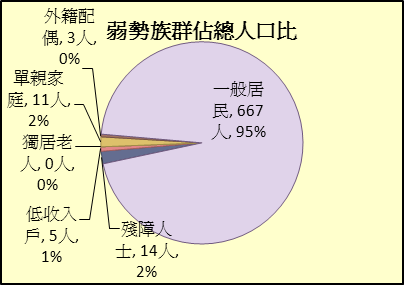 弱勢族群佔總人口比
外籍配
偶, 3人,
0%
單親家
庭, 11人,
2%
獨居老
人, 0人,
0%
低收入
戶, 5人,
1%
殘障人
士, 14人,
2%
一般居
民, 667
人, 95%